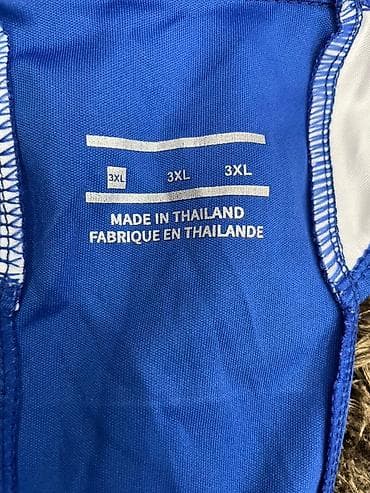 3XL 3XL 3XL
MADE IN THAILAND
FABRIQUE EN THAILANDE